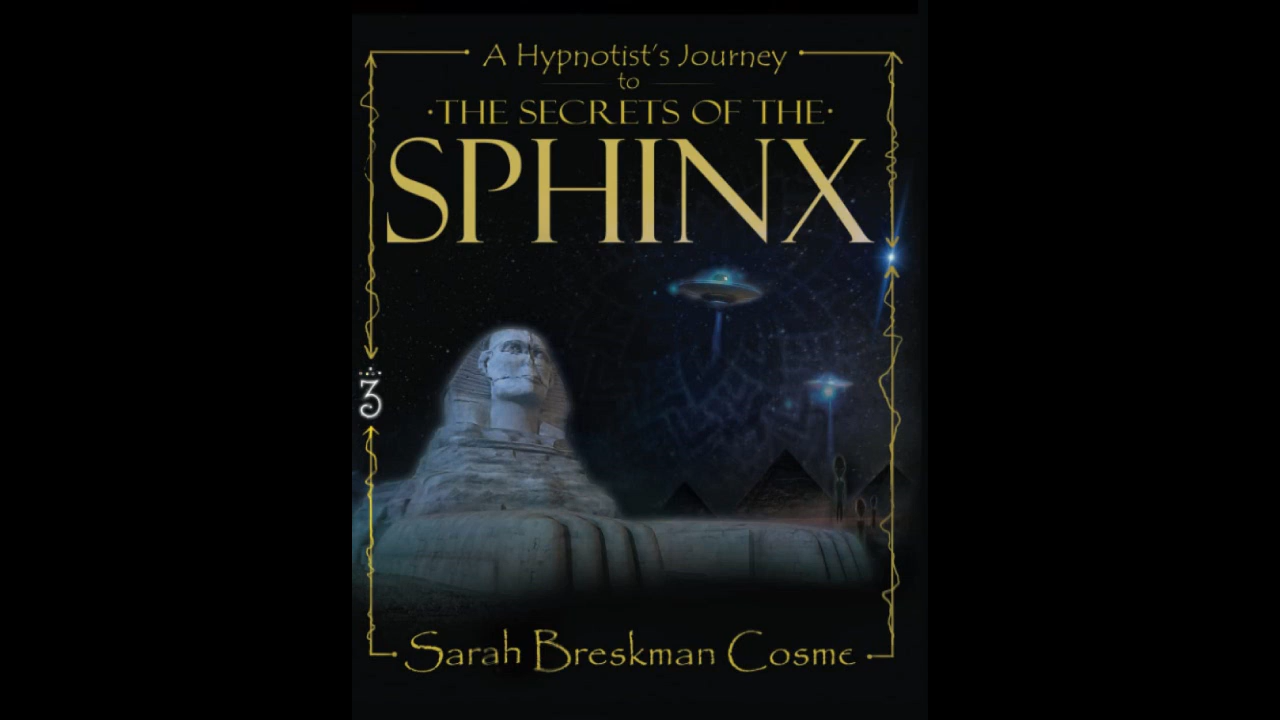 A Hypnotist's Journey
to
·THE SECRETS OF THE·
SPHINX
3
Sarah Breskman Cosme